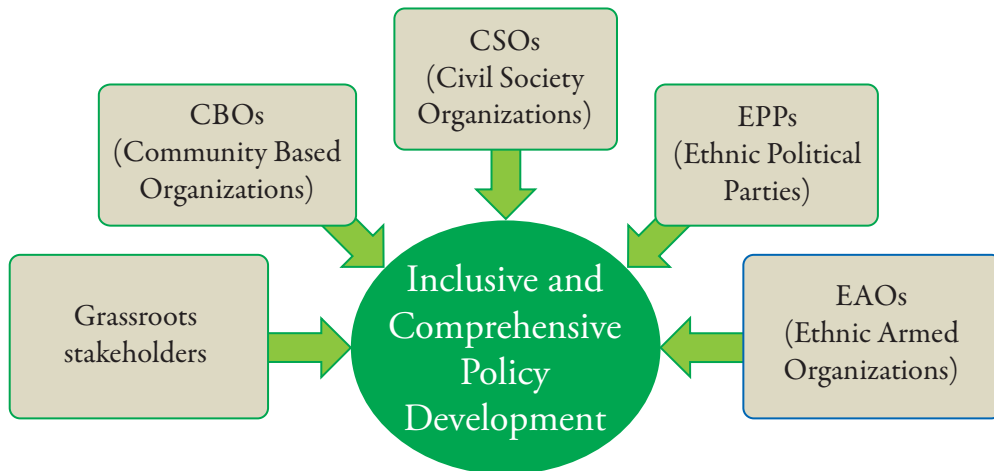 CSOs
(Civil Society
Organizations)
CBOs
(Community Based
Organizations)
EPPs
(Ethnic Political
Parties)
Grassroots
stakeholders
Inclusive and
Comprehensive
Policy
Development
EAOs
(Ethnic Armed
Organizations)